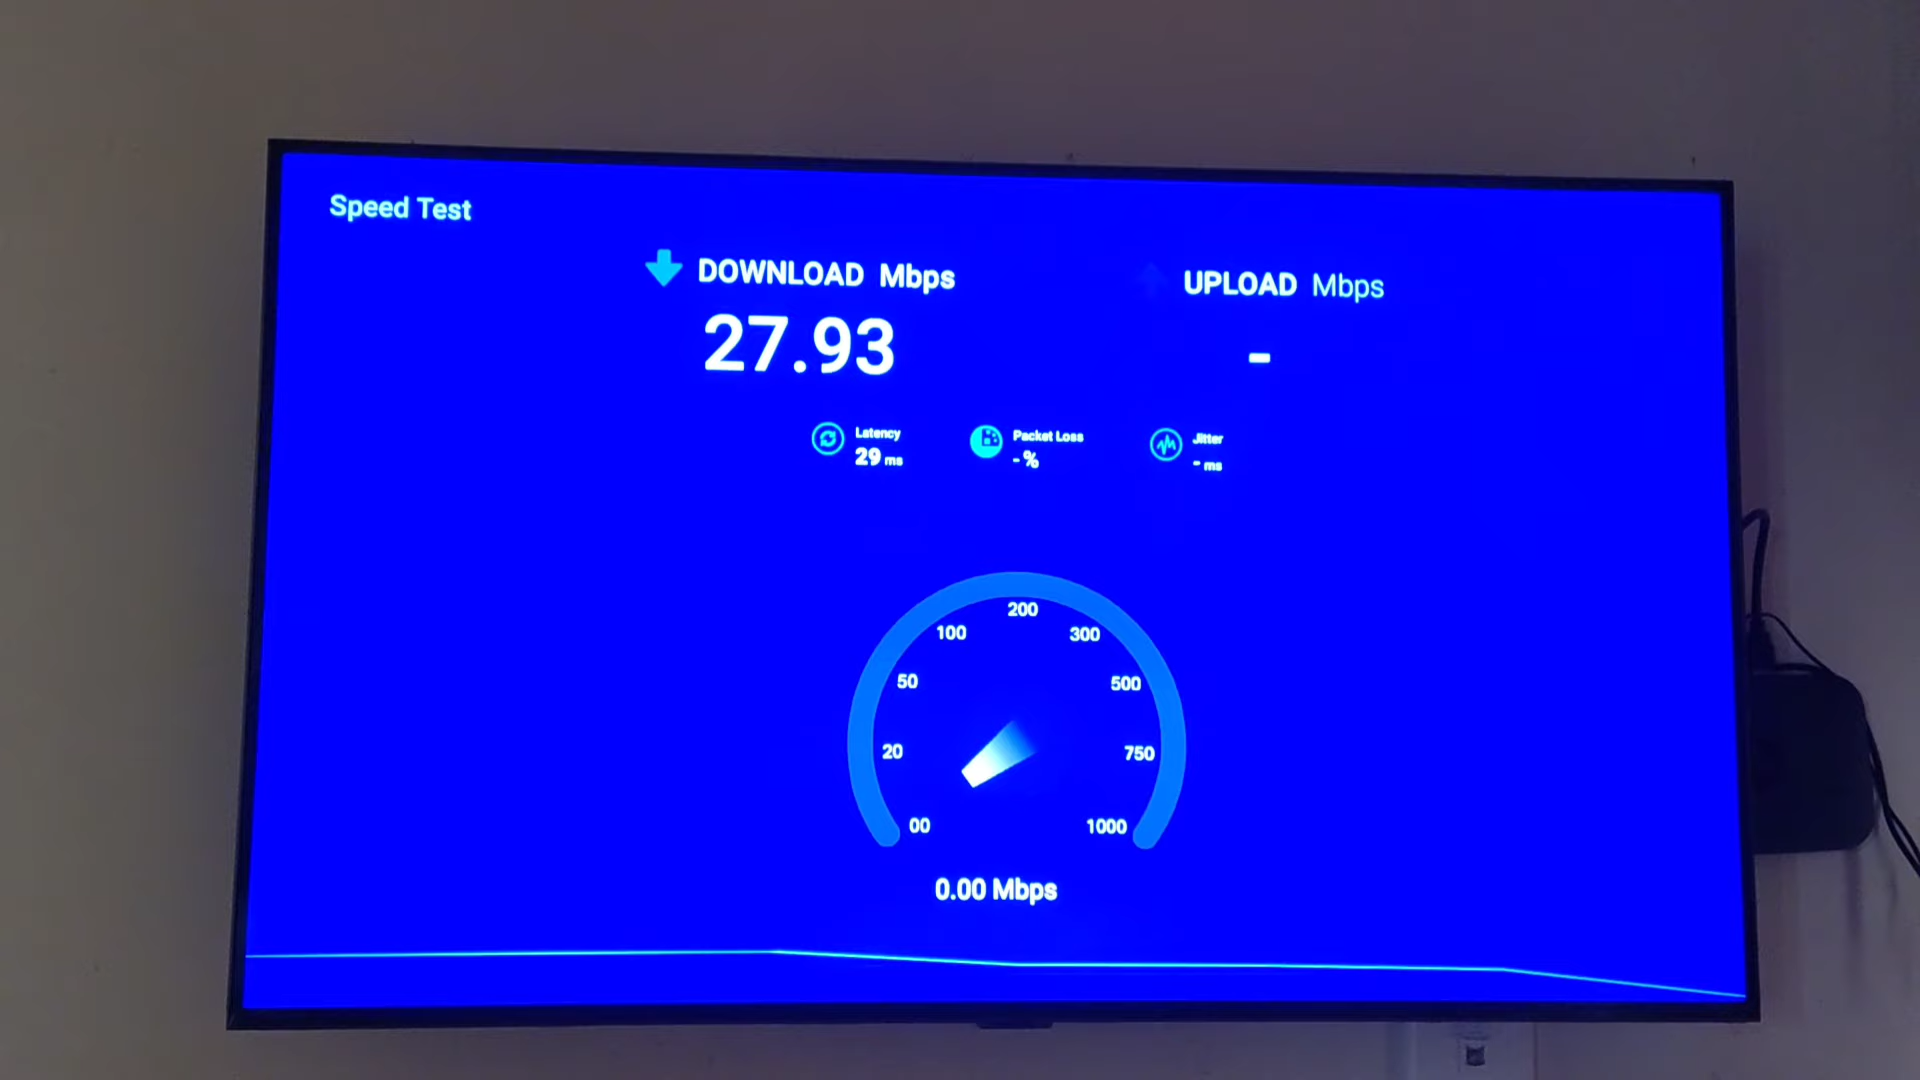 Speed Test
DOWNLOAD Mbps
27.93
UPLOAD Mbps
-
Latency
29 ms
Packet Loss
- %
Jitter
- ms
00
20
50
100
200
300
500
750
1000
0.00 Mbps